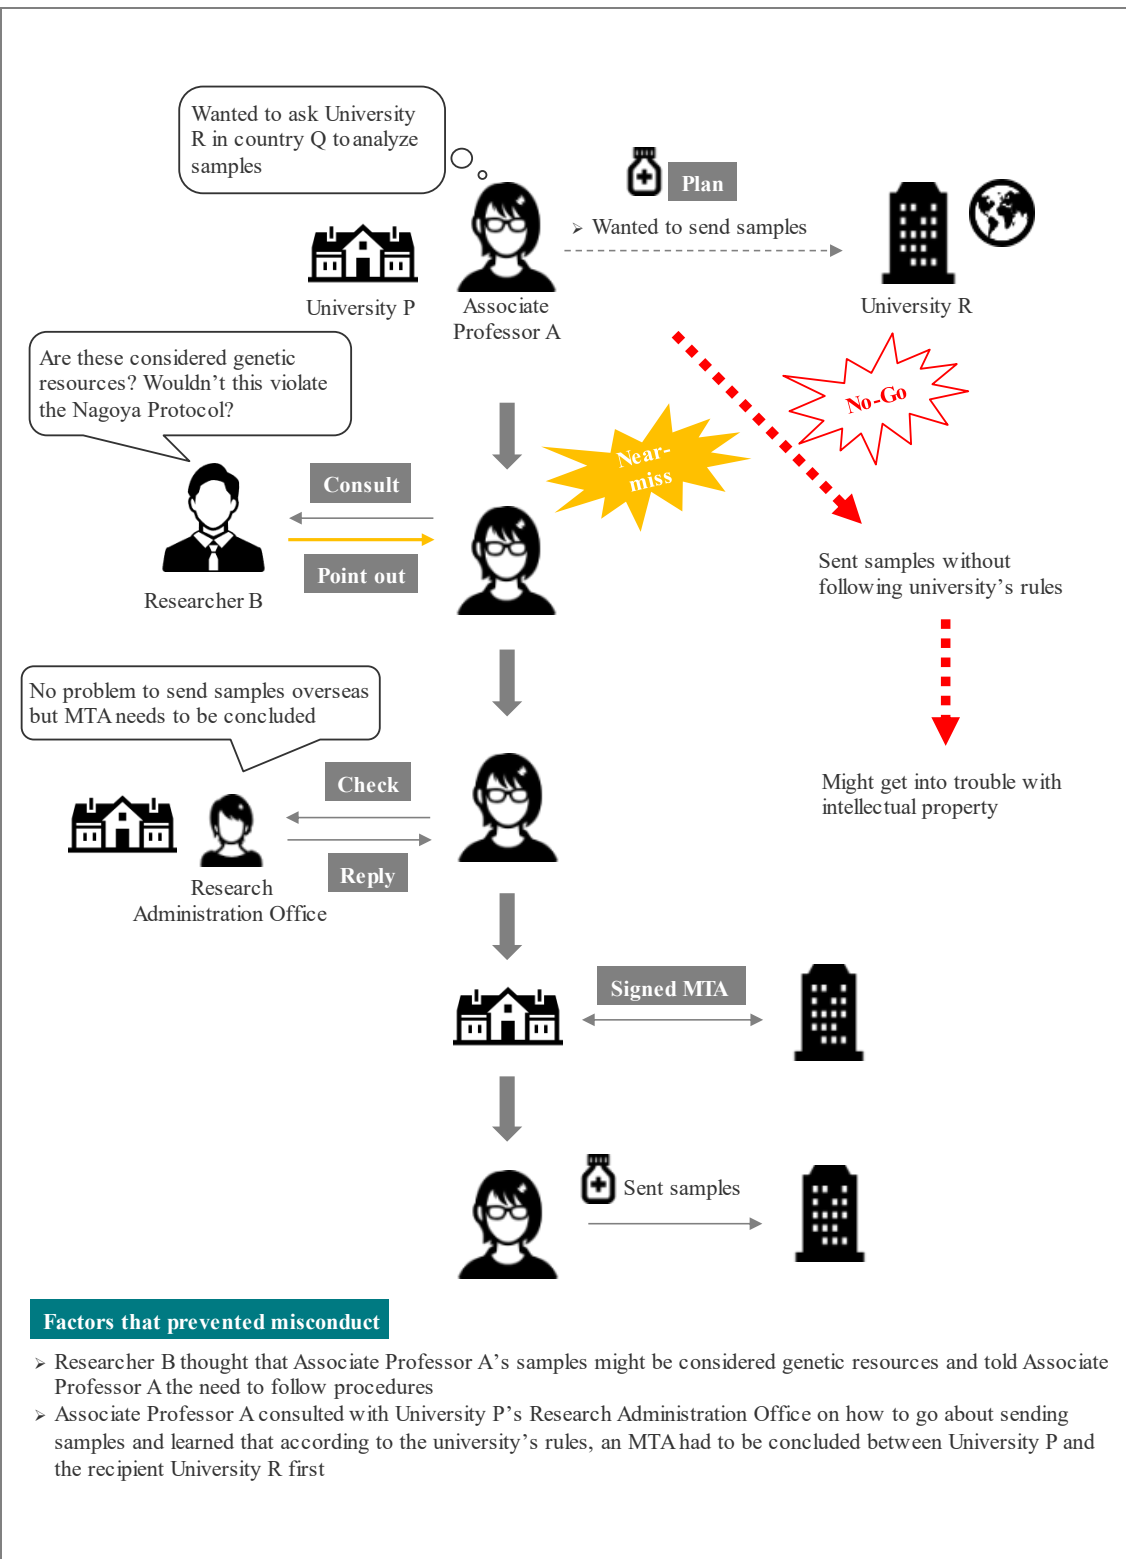 Wanted to ask University
R in country Q to analyze
samples
Plan
Wanted to send samples
University P
Associate
Professor A
University R
Are these considered genetic
resources? Wouldn’t this violate
the Nagoya Protocol?
No-Go
Near-
miss
Consult
Point out
Researcher B
Sent samples without
following university’s rules
No problem to send samples overseas
but MTA needs to be concluded
Might get into trouble with
intellectual property
Check
Reply
Research
Administration Office
Signed MTA
Sent samples
Factors that prevented misconduct
➢ Researcher B thought that Associate Professor A’s samples might be considered genetic resources and told Associate
Professor A the need to follow procedures
➢ Associate Professor A consulted with University P’s Research Administration Office on how to go about sending
samples and learned that according to the university’s rules, an MTA had to be concluded between University P and
the recipient University R first